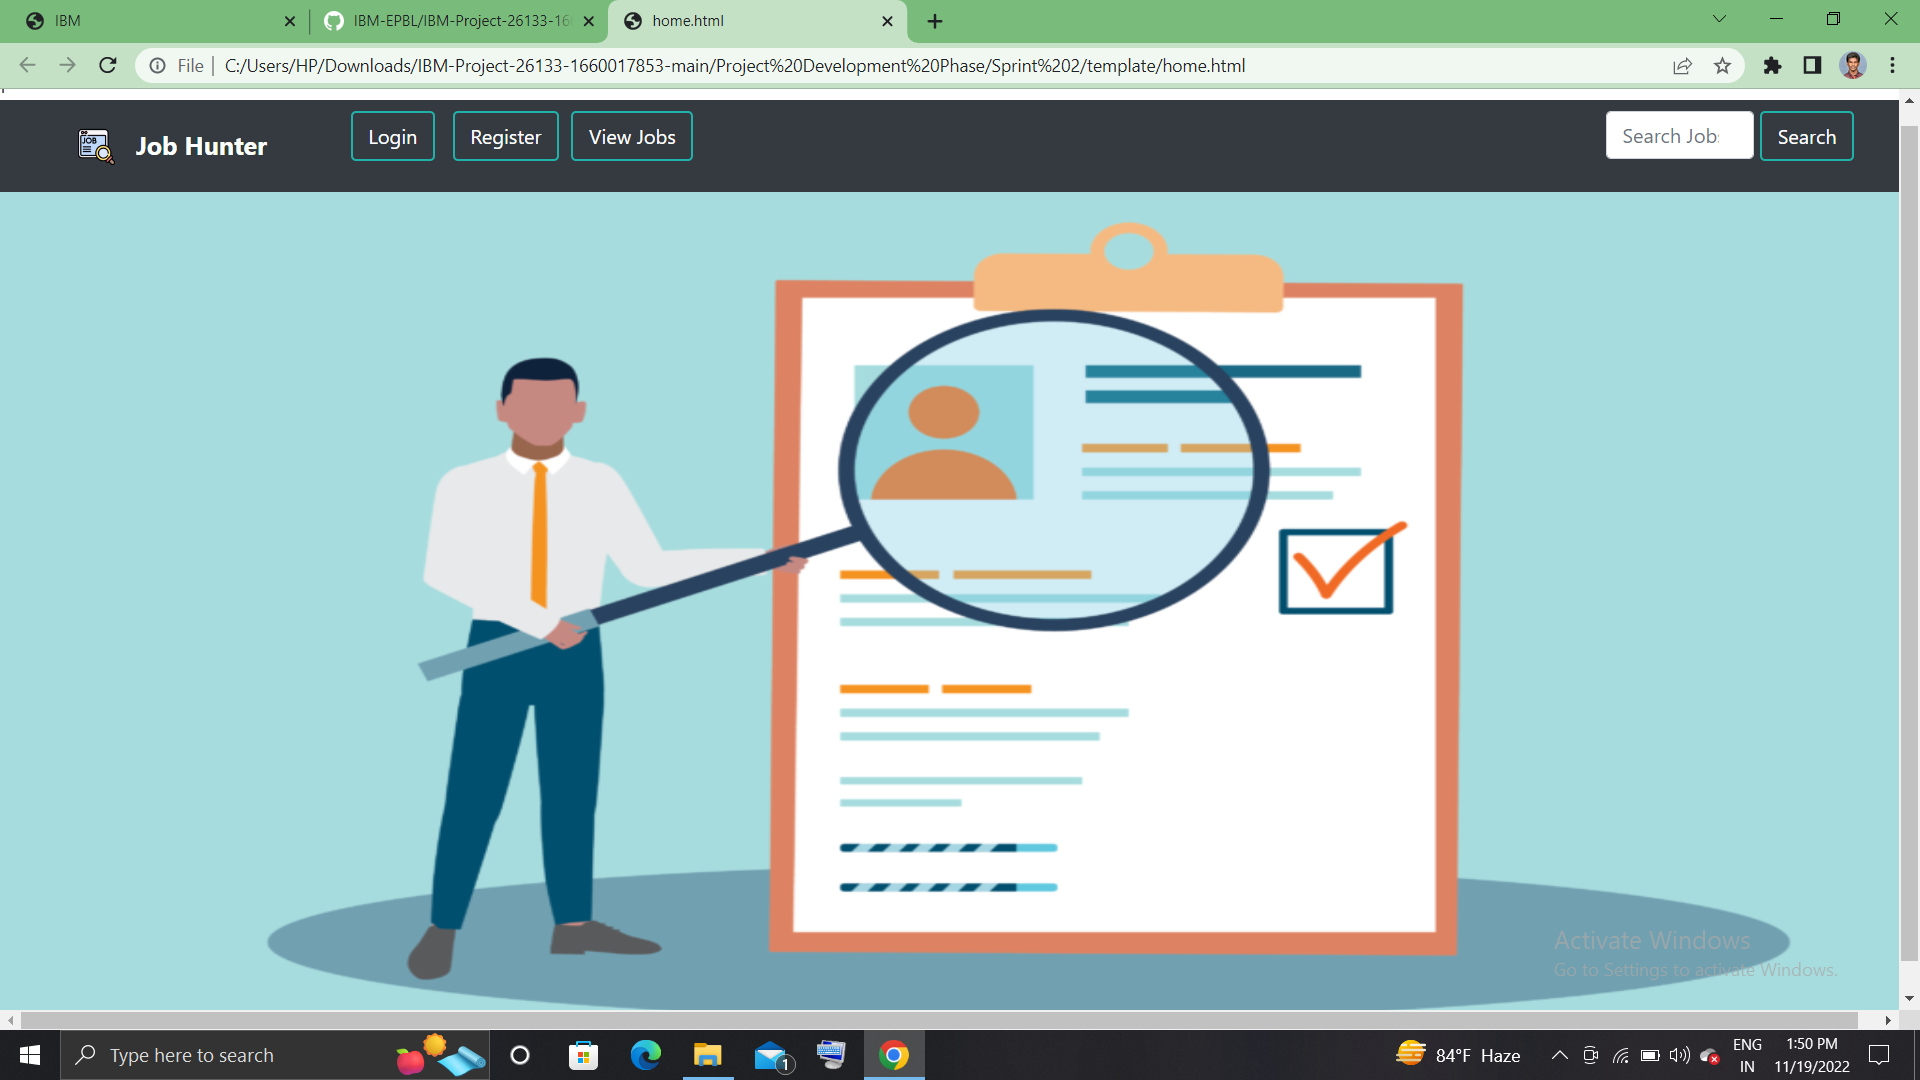 IBM
IBM-EPBL/IBM-Project-26133-16
home.html
File
C:/Users/HP/Downloads/IBM-Project-26133-1660017853-main/Project%20Development%20Phase/Sprint%202/template/home.html
JOB
Job Hunter
Login
Register
View Jobs
Search Job
Search
Activate Windows
Go to Settings to activate Windows.
Type here to search
1
84°F Haze
ENG
IN
1:50 PM
11/19/2022